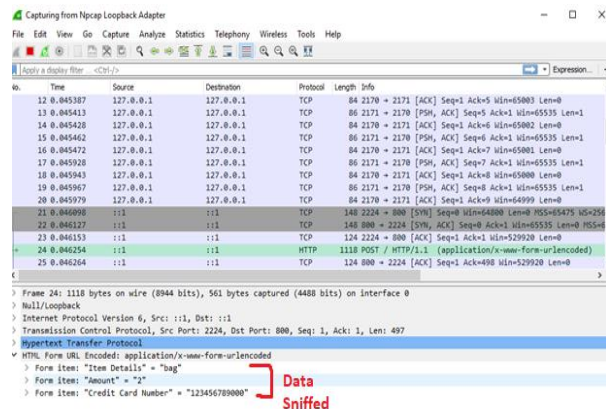 Capturing from Npcap Loopback Adapter
File Edit View Go Capture Analyze Statistics Telephony Wireless Tools Help
Apply a display filter ... <Ctrl-/> Expression...
No. Time Source Destination Protocol Length Info
12 0.045387 127.0.0.1 127.0.0.1 TCP 84 2170 → 2171 [ACK] Seq=1 Ack=5 Win=65003 Len=0
13 0.045413 127.0.0.1 127.0.0.1 TCP 86 2171 → 2170 [PSH, ACK] Seq=5 Ack=1 Win=65535 Len=1
14 0.045428 127.0.0.1 127.0.0.1 TCP 84 2170 → 2171 [ACK] Seq=1 Ack=6 Win=65002 Len=0
15 0.045462 127.0.0.1 127.0.0.1 TCP 86 2171 → 2170 [PSH, ACK] Seq=6 Ack=1 Win=65535 Len=1
16 0.045472 127.0.0.1 127.0.0.1 TCP 84 2170 → 2171 [ACK] Seq=1 Ack=7 Win=65001 Len=0
17 0.045928 127.0.0.1 127.0.0.1 TCP 86 2171 → 2170 [PSH, ACK] Seq=7 Ack=1 Win=65535 Len=1
18 0.045943 127.0.0.1 127.0.0.1 TCP 84 2170 → 2171 [ACK] Seq=1 Ack=8 Win=65000 Len=0
19 0.045967 127.0.0.1 127.0.0.1 TCP 86 2171 → 2170 [PSH, ACK] Seq=8 Ack=1 Win=65535 Len=1
20 0.045979 127.0.0.1 127.0.0.1 TCP 84 2170 → 2171 [ACK] Seq=1 Ack=9 Win=64999 Len=0
21 0.046098 ::1 ::1 TCP 148 2224 → 800 [SYN] Seq=0 Win=64800 Len=0 MSS=65475 WS=256
22 0.046127 ::1 ::1 TCP 148 800 → 2224 [SYN, ACK] Seq=0 Ack=1 Win=65535 Len=0 MSS=6
23 0.046153 ::1 ::1 TCP 124 2224 → 800 [ACK] Seq=1 Ack=1 Win=529920 Len=0
24 0.046254 ::1 ::1 HTTP 1118 POST / HTTP/1.1 (application/x-www-form-urlencoded)
25 0.046264 ::1 ::1 TCP 124 800 → 2224 [ACK] Seq=1 Ack=498 Win=529920 Len=0
Frame 24: 1118 bytes on wire (8944 bits), 561 bytes captured (4488 bits) on interface 0
Null/Loopback
Internet Protocol Version 6, Src: ::1, Dst: ::1
Transmission Control Protocol, Src Port: 2224, Dst Port: 800, Seq: 1, Ack: 1, Len: 497
Hypertext Transfer Protocol
HTML Form URL Encoded: application/x-www-form-urlencoded
Form item: "Item Details" = "bag"
Form item: "Amount" = "2"
Form item: "Credit Card Number" = "123456789000"
Data
Sniffed